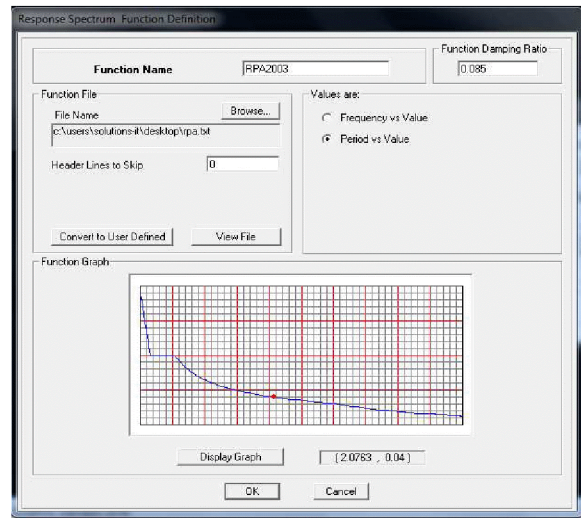 Response Spectrum Function Definition
Function Name
RPA2003
Function Damping Ratio
0.085
Function File
File Name
Browse...
c:\users\solutions-it\desktop\rpa.txt
Header Lines to Skip
0
Convert to User Defined
View File
Values are:
Frequency vs Value
Period vs Value
Function Graph
Display Graph
(2.0763 , 0.04 )
OK
Cancel